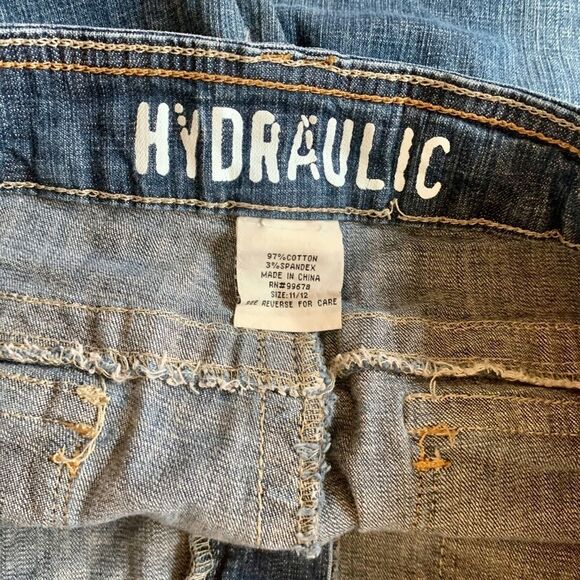 HYDRAULIC
97%COTTON
3%SPANDEX
MADE IN CHINA
RN#99678
SIZE:11/12
SEE REVERSE FOR CARE